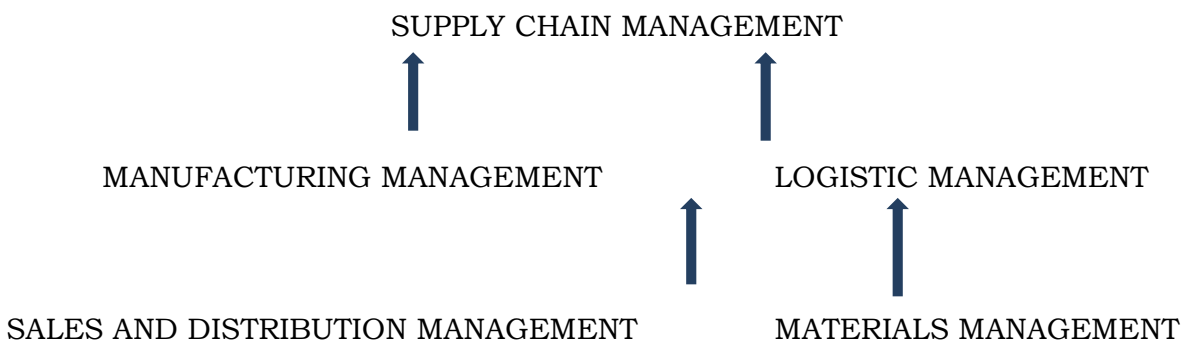 SUPPLY CHAIN MANAGEMENT
MANUFACTURING MANAGEMENT LOGISTIC MANAGEMENT
SALES AND DISTRIBUTION MANAGEMENT MATERIALS MANAGEMENT